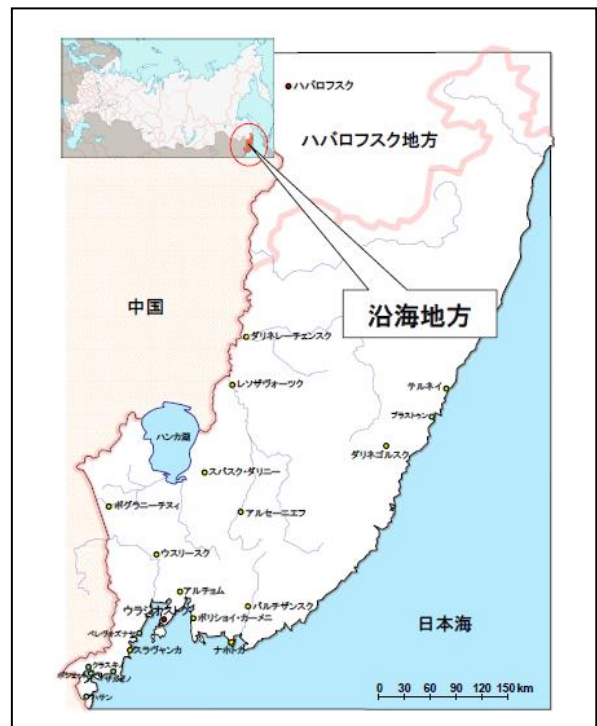 ハバロフスク
ハバロフスク地方
中国
沿海地方
ダリネレーチェンスク
レソザヴォーツク
テルネイ
プラストゥン
ハンカ湖
ダリネゴルスク
スパスク・ダリニー
ポグラニーチヌィ
アルセーニエフ
ウスリースク
アルチョム
パルチザンスク
ウラジオストク
ボリショイ・カーメニ
日本海
スラヴャンカ
ナホトカ
クラスキノ
ハサン
0 30 60 90 120 150 km